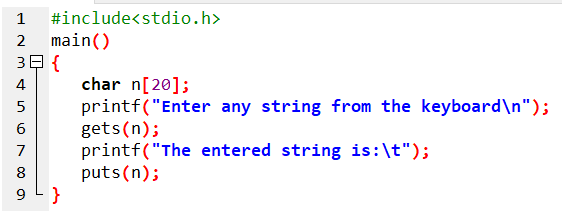 1 #include<stdio.h>
2 main()
3 {
4 char n[20];
5 printf("Enter any string from the keyboard\n");
6 gets(n);
7 printf("The entered string is:\t");
8 puts(n);
9 }